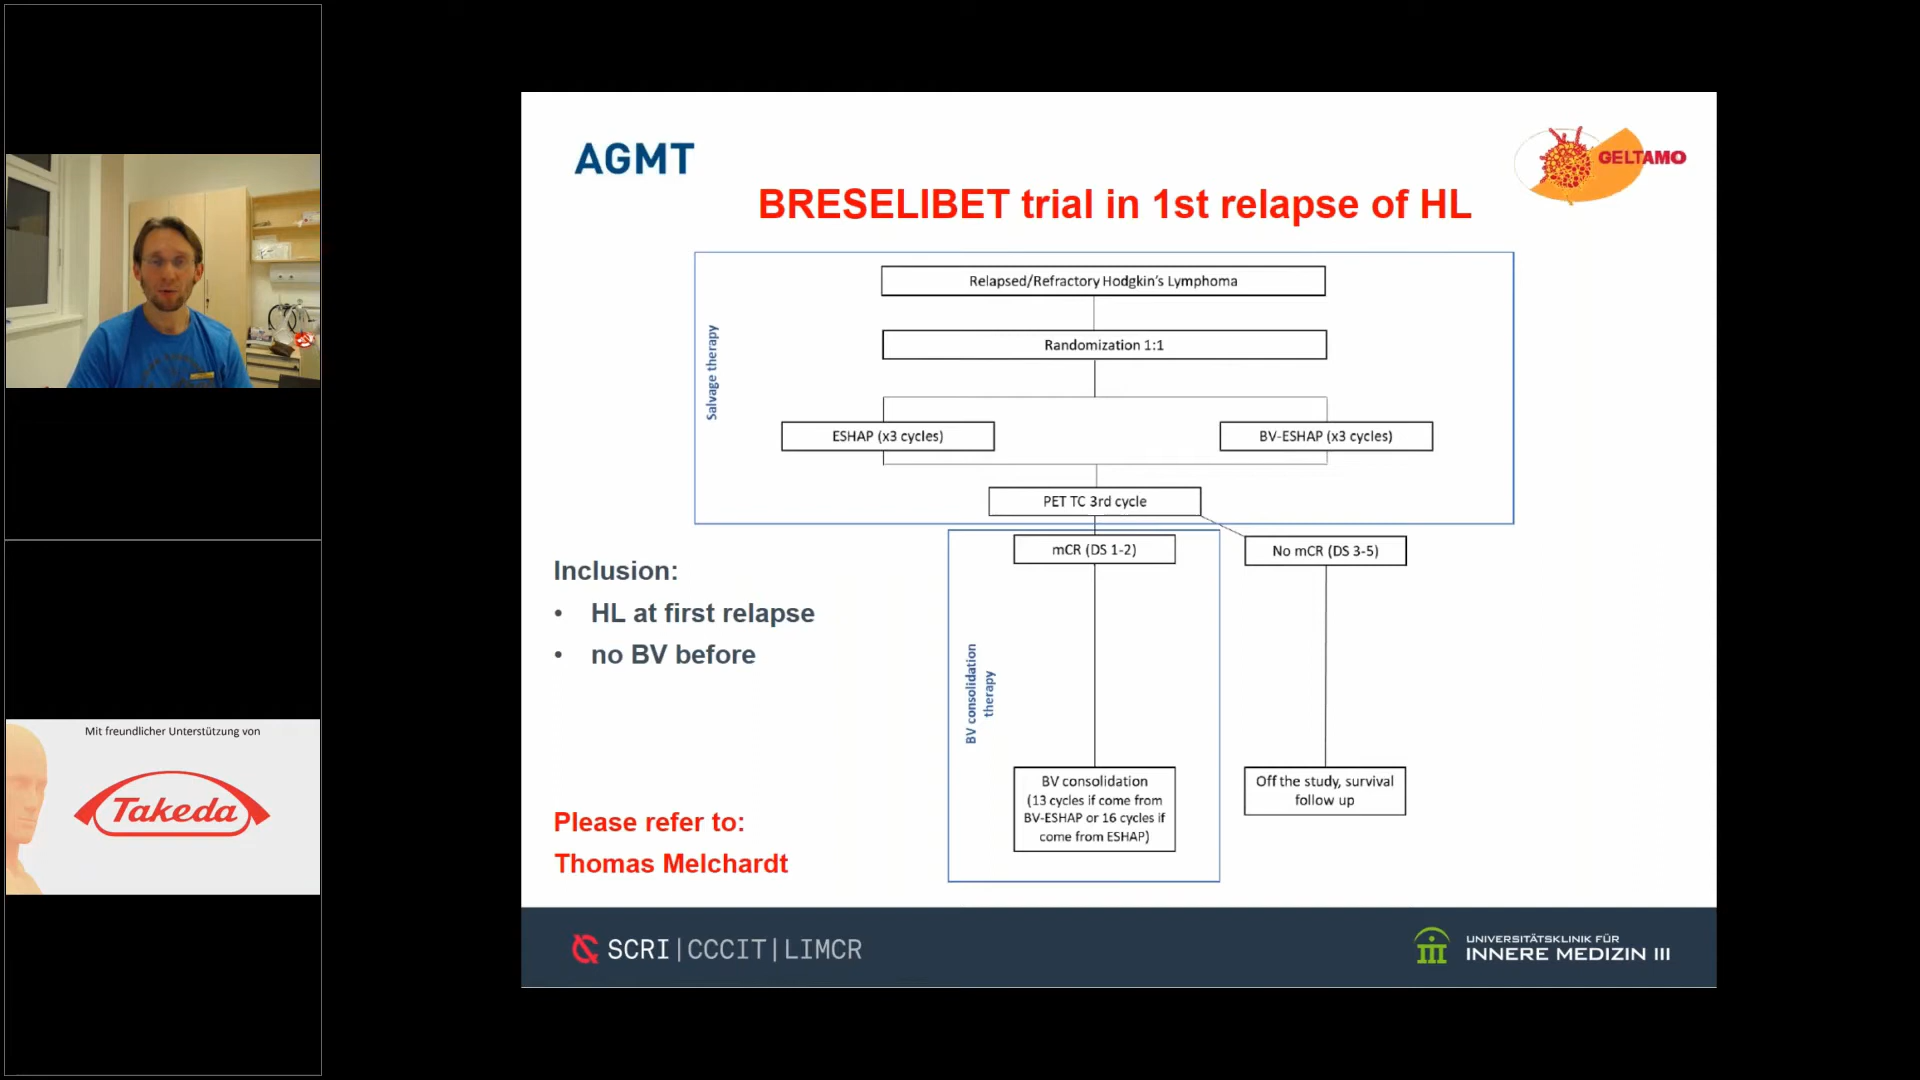 AGMT
GELTAMO
BRESELIBET trial in 1st relapse of HL
Relapsed/Refractory Hodgkin's Lymphoma
Randomization 1:1
Salvage therapy
ESHAP (x3 cycles)
BV-ESHAP (x3 cycles)
PET TC 3rd cycle
mCR (DS 1-2)
No mCR (DS 3-5)
Inclusion:
• HL at first relapse
• no BV before
BV consolidation
therapy
BV consolidation
(13 cycles if come from
BV-ESHAP or 16 cycles if
come from ESHAP)
Off the study, survival
follow up
Please refer to:
Thomas Melchardt
SCRI|CCCIT|LIMCR
UNIVERSITÄTSKLINIK FÜR
INNERE MEDIZIN III
Mit freundlicher Unterstützung von
Takeda